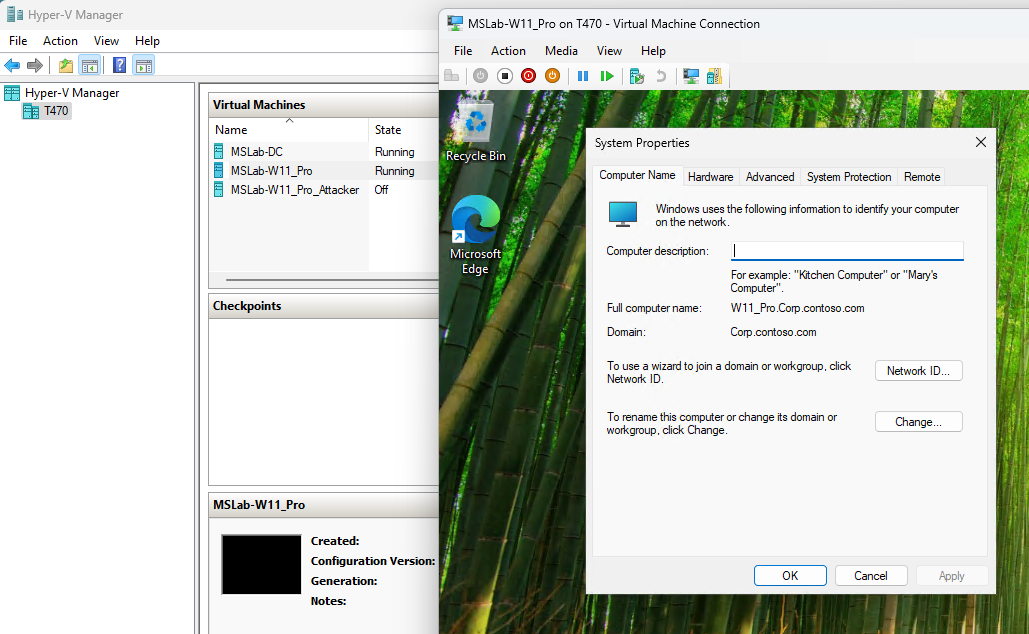 Hyper-V Manager
File Action View Help
Hyper-V Manager
T470
Virtual Machines
Name State
MSLab-DC Running
MSLab-W11_Pro Running
MSLab-W11_Pro_Attacker Off
Checkpoints
MSLab-W11_Pro
Created:
Configuration Version:
Generation:
Notes:
MSLab-W11_Pro on T470 - Virtual Machine Connection
File Action Media View Help
Recycle Bin
Microsoft
Edge
System Properties
Computer Name Hardware Advanced System Protection Remote
Windows uses the following information to identify your computer
on the network.
Computer description:
For example: "Kitchen Computer" or "Mary's
Computer".
Full computer name: W11_Pro.Corp.contoso.com
Domain: Corp.contoso.com
To use a wizard to join a domain or workgroup, click
Network ID.
Network ID...
To rename this computer or change its domain or
workgroup, click Change.
Change...
OK Cancel Apply